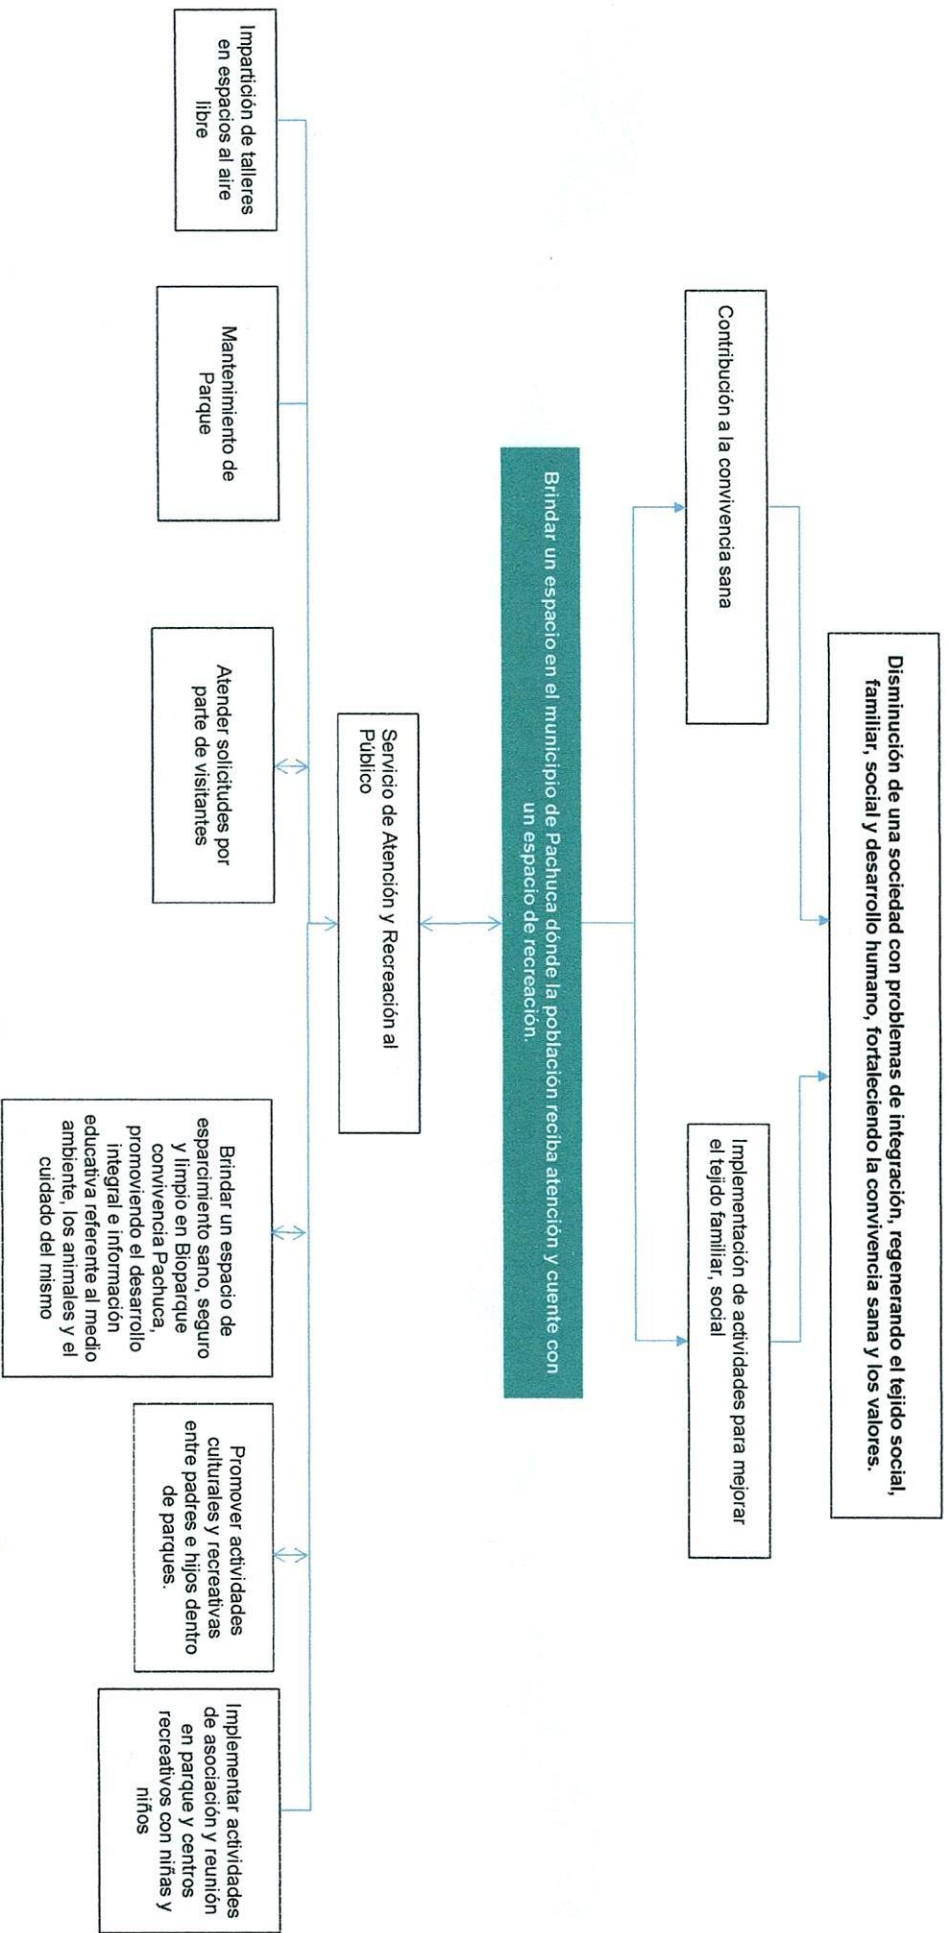 Disminución de una sociedad con problemas de integración, regenerando el tejido social,
familiar, social y desarrollo humano, fortaleciendo la convivencia sana y los valores.
Contribución a la convivencia sana
Implementación de actividades para mejorar
el tejido familiar, social
Brindar un espacio en el municipio de Pachuca dónde la población reciba atención y cuente con
un espacio de recreación.
Servicio de Atención y Recreación al
Público
Impartición de talleres
en espacios al aire
libre
Mantenimiento de
Parque
Atender solicitudes por
parte de visitantes
Brindar un espacio de
esparcimiento sano, seguro
y limpio en Bioparque
convivencia Pachuca,
promoviendo el desarrollo
integral e información
educativa referente al medio
ambiente, los animales y el
cuidado del mismo
Promover actividades
culturales y recreativas
entre padres e hijos dentro
de parques.
Implementar actividades
de asociación y reunión
en parque y centros
recreativos con niñas y
niños